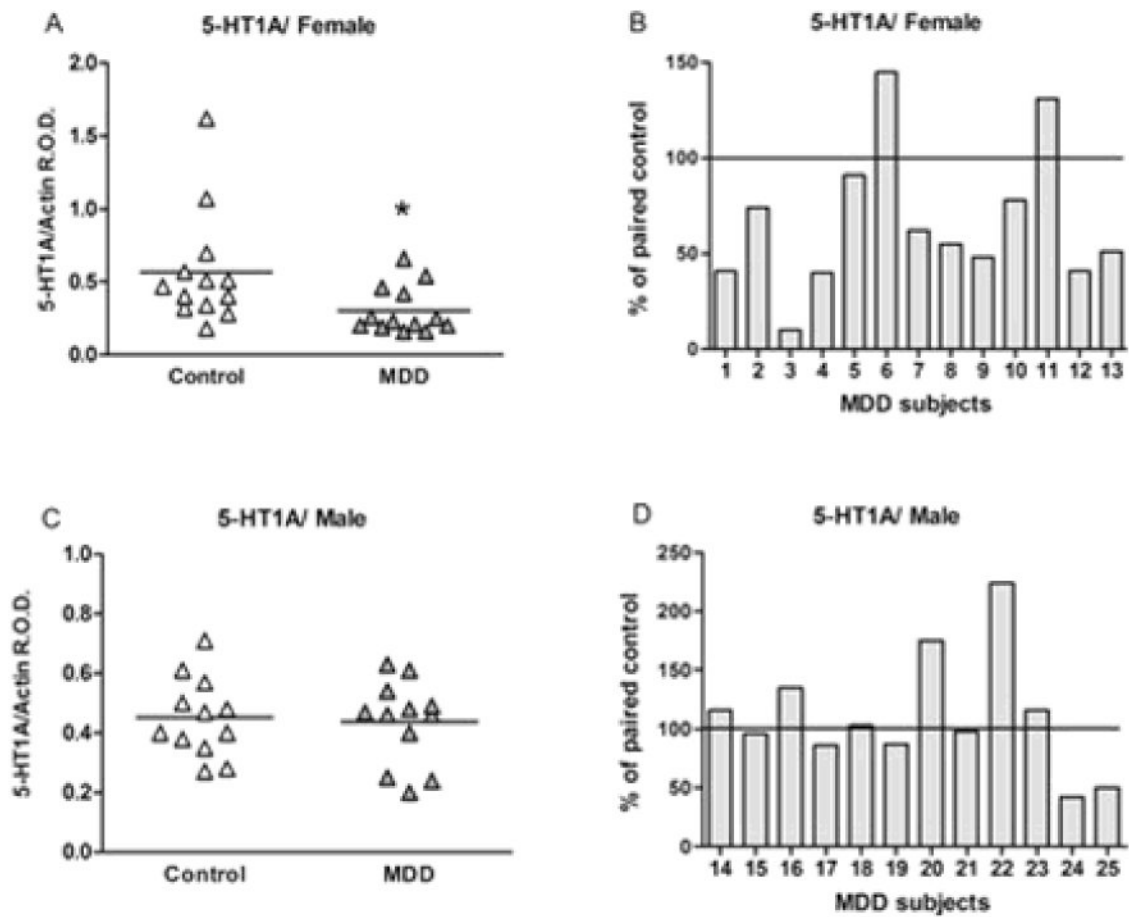 A
5-HT1A/ Female
5-HT1A/Actin R.O.D.
2.0
1.5
1.0
0.5
0.0
*
Control MDD
B
5-HT1A/ Female
% of paired control
150
100
50
0
1 2 3 4 5 6 7 8 9 10 11 12 13
MDD subjects
C
5-HT1A/ Male
5-HT1A/Actin R.O.D.
1.0
0.8
0.6
0.4
0.2
0.0
Control MDD
D
5-HT1A/ Male
% of paired control
250
200
150
100
50
0
14 15 16 17 18 19 20 21 22 23 24 25
MDD subjects